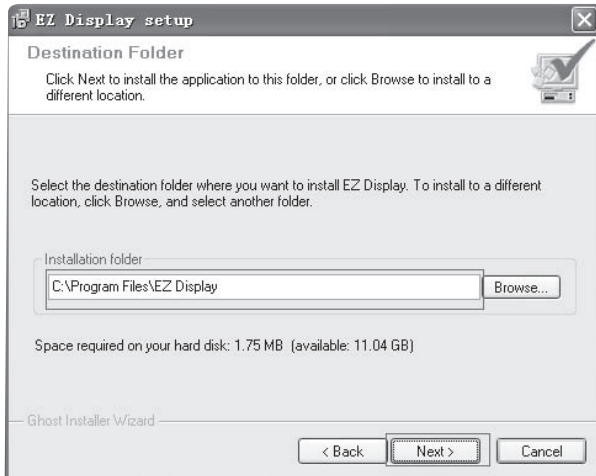 EZ Display setup
Destination Folder
Click Next to install the application to this folder, or click Browse to install to a
different location.
Select the destination folder where you want to install EZ Display. To install to a different
location, click Browse, and select another folder.
Installation folder
C:\Program Files\EZ Display
Browse...
Space required on your hard disk: 1.75 MB (available: 11.04 GB)
Ghost Installer Wizard
< Back
Next >
Cancel